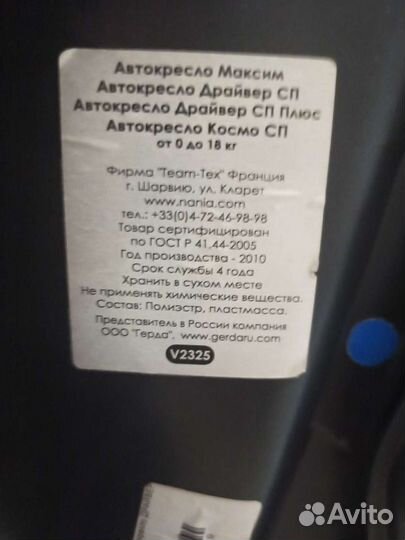 Автокресло Максим
Автокресло Драйвер СП
Автокресло Драйвер СП Плюс
Автокресло Космо СП
от 0 до 18 кг
Фирма "Team-Tex" Франция
г. Шарвию, ул. Кларет
www.nania.com
тел.: +33(0)4-72-46-98-98
Товар сертифицирован
по ГОСТ Р 41.44-2005
Год производства - 2010
Срок службы 4 года
Хранить в сухом месте
Не применять химические вещества.
Состав: Полиэстр, пластмасса.
Представитель в России компания
ООО "Герда", www.gerdaru.com
V2325
Avito